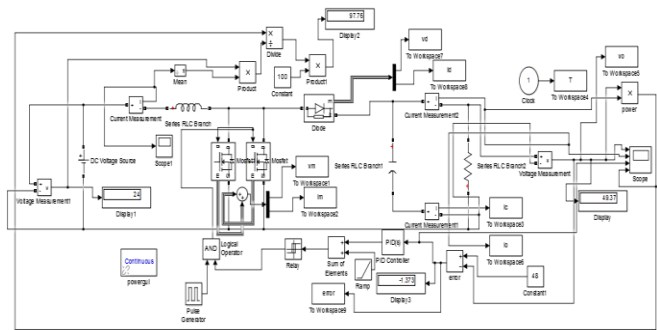 97.76
Display2
Divide
Mean
Product
100
Constant
Product1
vd
To Workspace7
Id
To Workspace8
1
Clock
T
To Workspace4
vo
To Workspace5
power
Current Measurement
Series RLC Branch
Scope1
Diode
Current Measurement2
DC Voltage Source
Mosfet
Mosfet
Series RLC Branch1
Series RLC Branch2
Voltage Measurement
Scope
Voltage Measurement1
24
Display1
vm
To Workspace1
im
To Workspace2
49.37
Display
Current Measurement1
Ic
To Workspace3
Io
To Workspace6
AND
Logical
Operator
Relay
Sum of
Elements
Ramp
PID(s)
PID Controller
-1.373
Display3
error
48
Constant1
Continuous
powergui
Pulse
Generator
error
To Workspace9